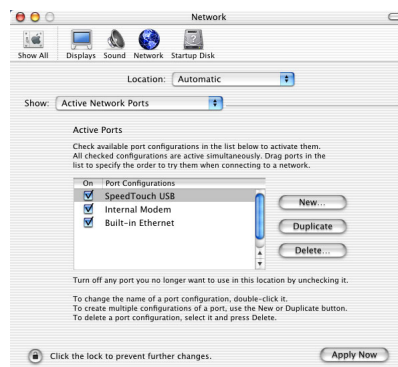 Network
Show All Displays Sound Network Startup Disk
Location: Automatic
Show: Active Network Ports
Active Ports
Check available port configurations in the list below to activate them.
All checked configurations are active simultaneously. Drag ports in the
list to specify the order to try them when connecting to a network.
On Port Configurations
SpeedTouch USB
Internal Modem
Built-in Ethernet
New...
Duplicate
Delete...
Turn off any port you no longer want to use in this location by unchecking it.
To change the name of a port configuration, double-click it.
To create multiple configurations of a port, use the New or Duplicate button.
To delete a port configuration, select it and press Delete.
Click the lock to prevent further changes.
Apply Now